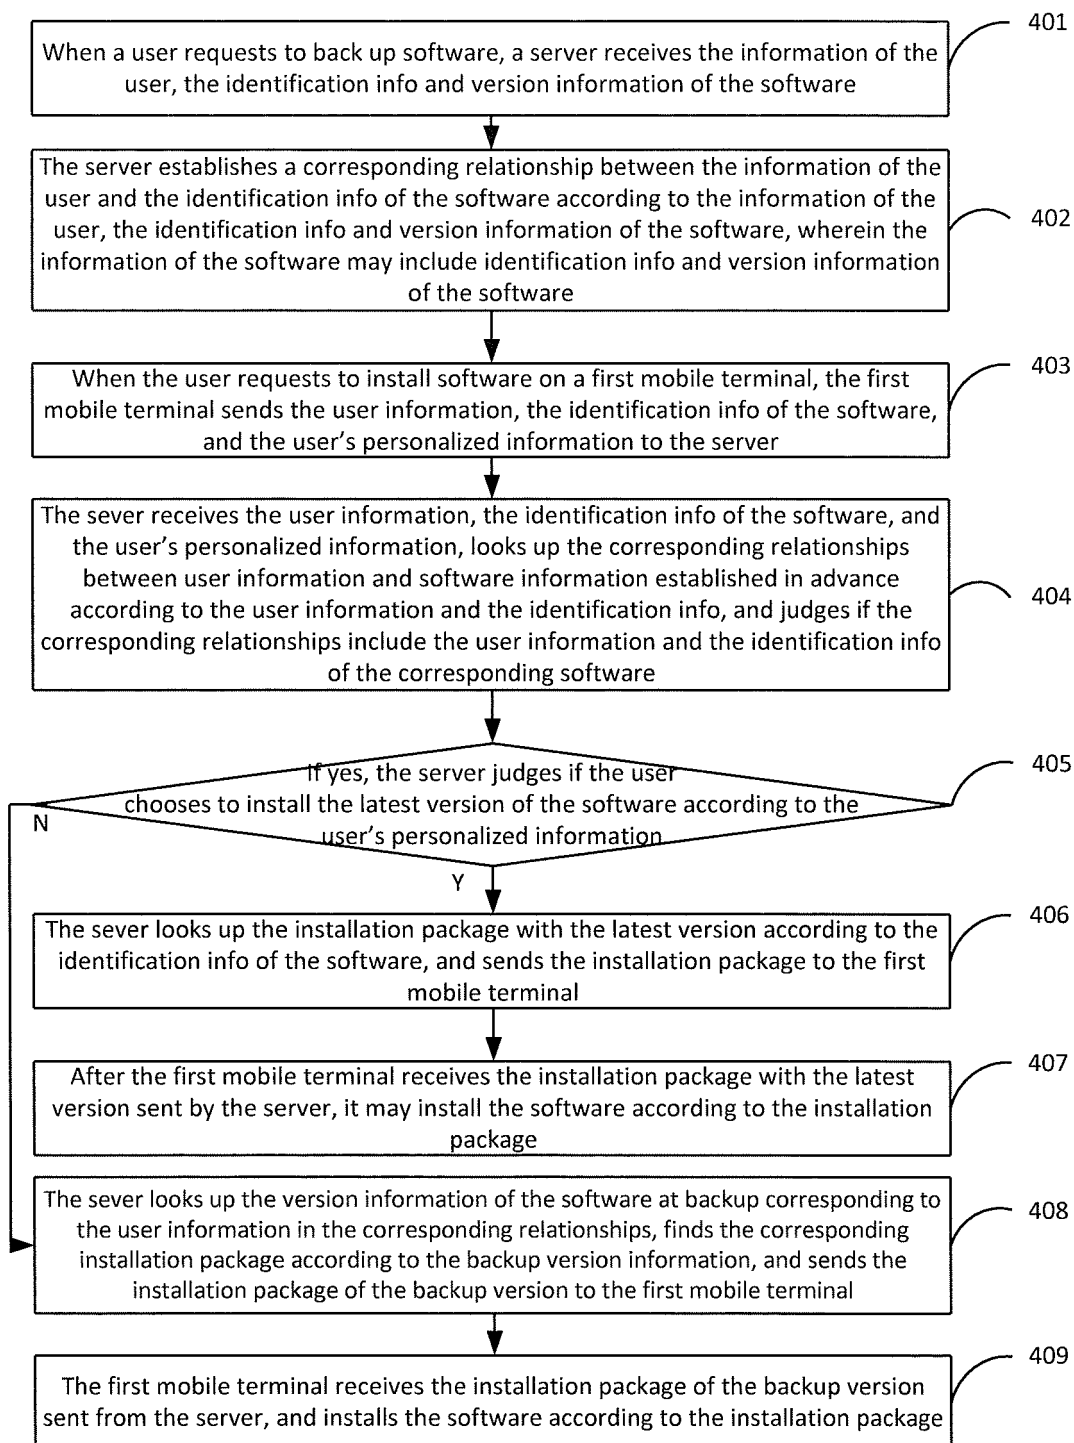 When a user requests to back up software, a server receives the information of the
user, the identification info and version information of the software
401
The server establishes a corresponding relationship between the information of the
user and the identification info of the software according to the information of the
user, the identification info and version information of the software, wherein the
information of the software may include identification info and version information
of the software
402
When the user requests to install software on a first mobile terminal, the first
mobile terminal sends the user information, the identification info of the software,
and the user's personalized information to the server
403
The sever receives the user information, the identification info of the software, and
the user's personalized information, looks up the corresponding relationships
between user information and software information established in advance
according to the user information and the identification info, and judges if the
corresponding relationships include the user information and the identification info
of the corresponding software
404
If yes, the server judges if the user
chooses to install the latest version of the software according to the
user's personalized information
405
N
Y
The sever looks up the installation package with the latest version according to the
identification info of the software, and sends the installation package to the first
mobile terminal
406
After the first mobile terminal receives the installation package with the latest
version sent by the server, it may install the software according to the installation
package
407
The sever looks up the version information of the software at backup corresponding to
the user information in the corresponding relationships, finds the corresponding
installation package according to the backup version information, and sends the
installation package of the backup version to the first mobile terminal
408
The first mobile terminal receives the installation package of the backup version
sent from the server, and installs the software according to the installation package
409